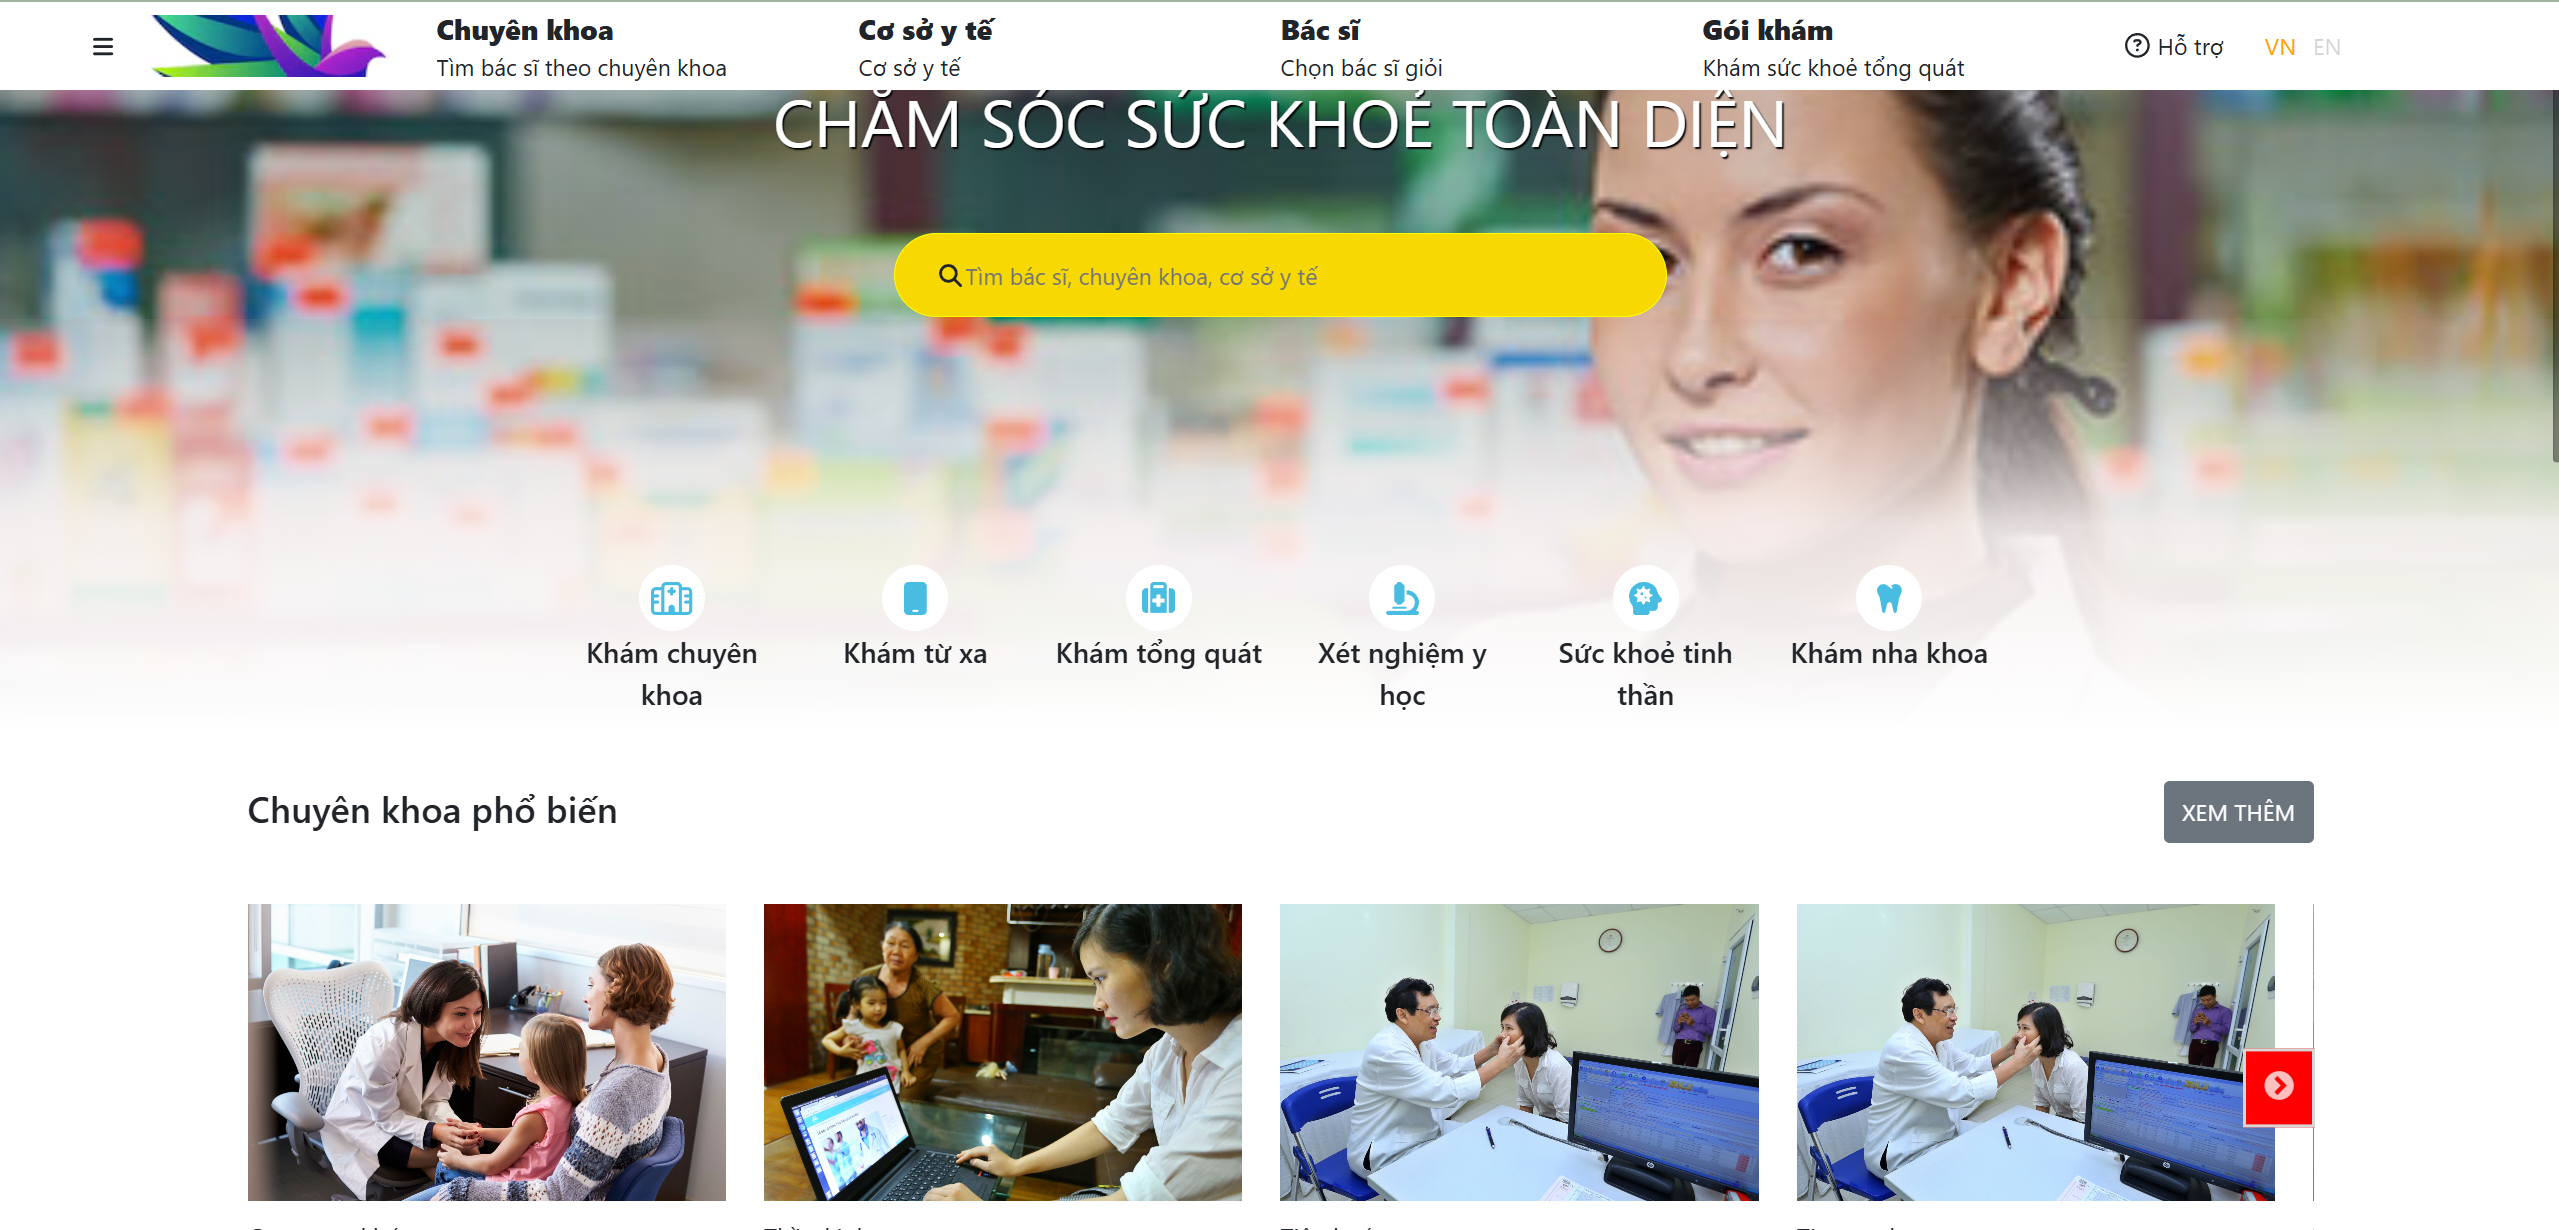 Chuyên khoa
Tìm bác sĩ theo chuyên khoa
Cơ sở y tế
Cơ sở y tế
Bác sĩ
Chọn bác sĩ giỏi
Gói khám
Khám sức khoẻ tổng quát
Hỗ trợ
VN EN
CHĂM SÓC SỨC KHOẺ TOÀN DIỆN
Tìm bác sĩ, chuyên khoa, cơ sở y tế
Khám chuyên
khoa
Khám từ xa
Khám tổng quát
Xét nghiệm y
học
Sức khoẻ tinh
thần
Khám nha khoa
Chuyên khoa phổ biến
XEM THÊM